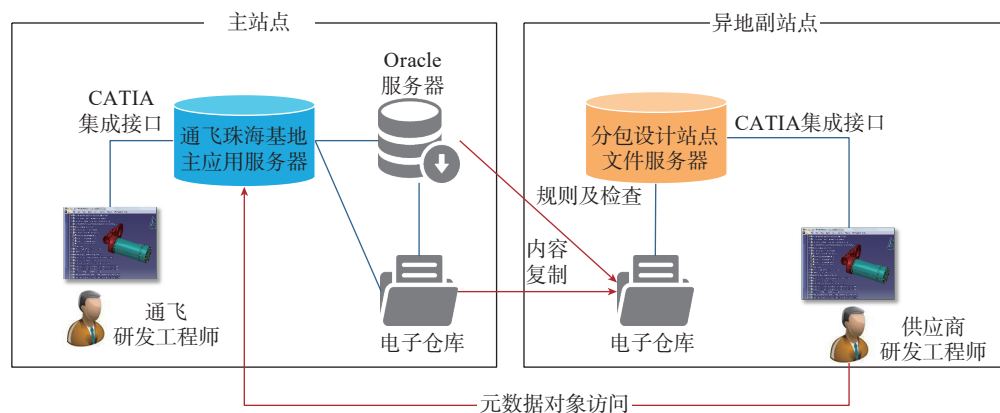 主站点
Oracle
服务器
CATIA
集成接口
通飞珠海基地
主应用服务器
通飞
研发工程师
电子仓库
异地副站点
分包设计站点
文件服务器
CATIA集成接口
规则及检查
内容
复制
电子仓库
供应商
研发工程师
元数据对象访问